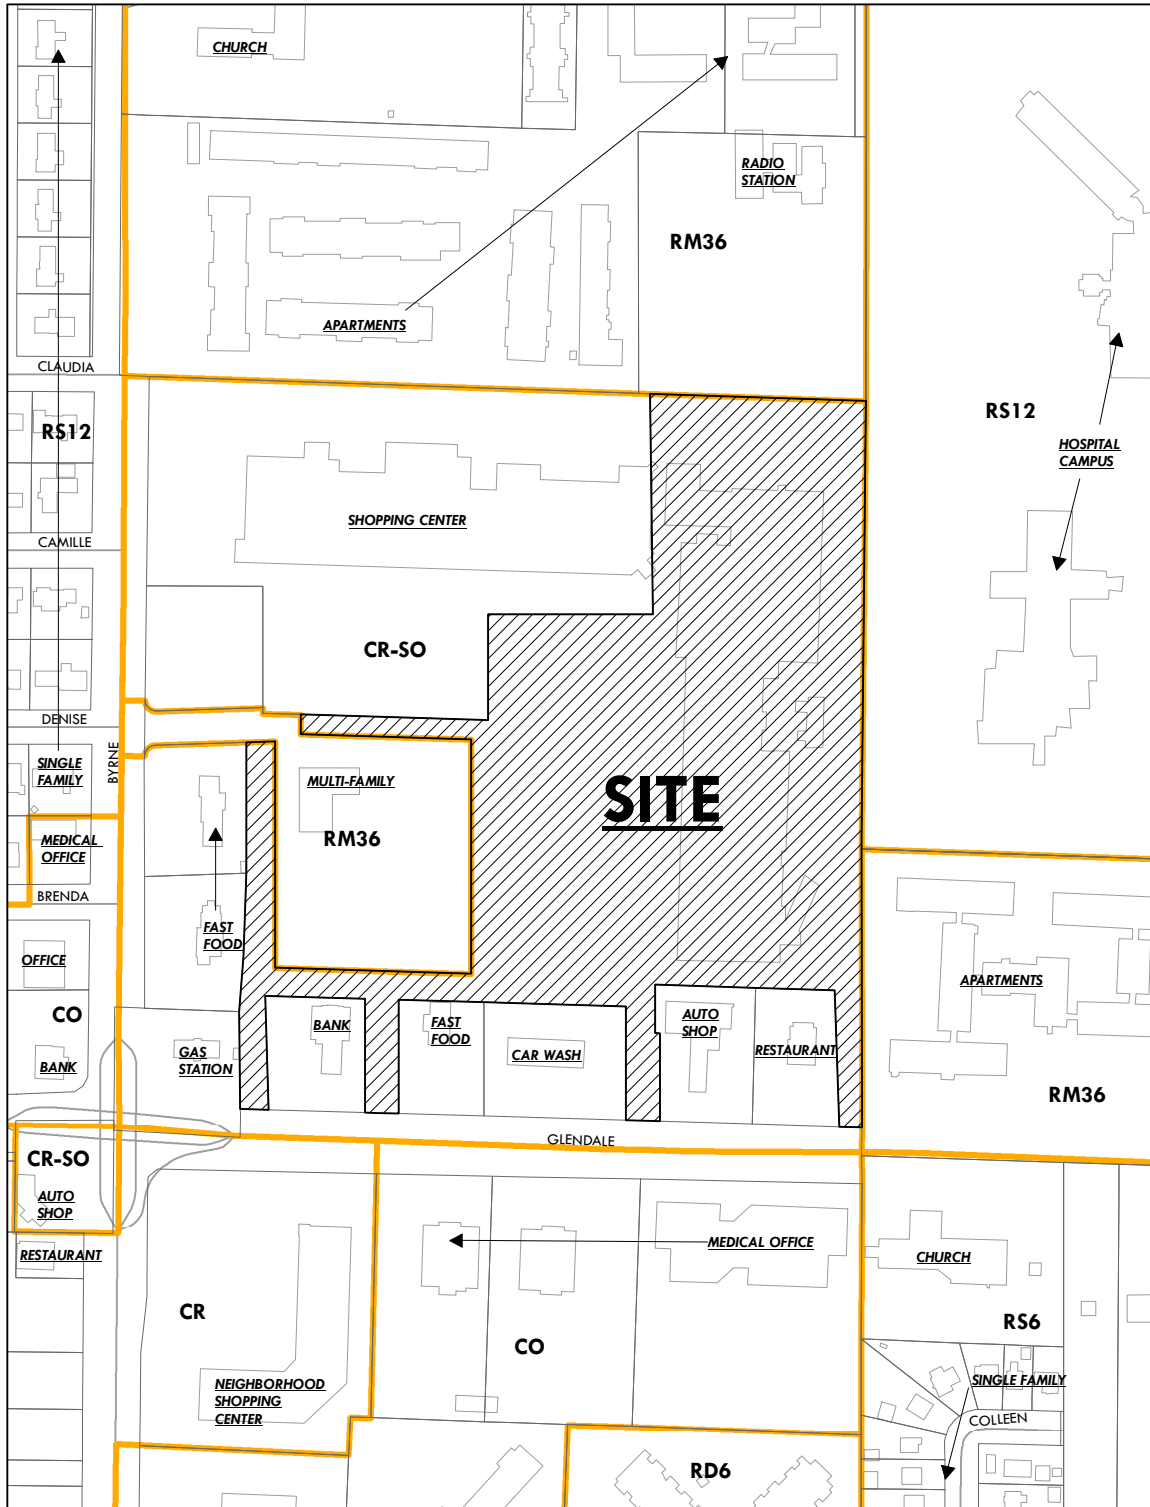 CHURCH
RADIO
STATION
RM36
APARTMENTS
CLAUDIA
RS12
RS12
HOSPITAL
CAMPUS
SHOPPING CENTER
CAMILLE
CR-SO
DENISE
BYRNE
SINGLE
FAMILY
MULTI-FAMILY
SITE
RM36
MEDICAL
OFFICE
BRENDA
FAST
FOOD
OFFICE
APARTMENTS
CO
BANK
FAST
FOOD
AUTO
SHOP
CAR WASH
RESTAURANT
GAS
STATION
BANK
RM36
GLENDALE
CR-SO
AUTO
SHOP
RESTAURANT
MEDICAL OFFICE
CHURCH
CR
CO
RS6
NEIGHBORHOOD
SHOPPING
CENTER
SINGLE FAMILY
COLLEEN
RD6